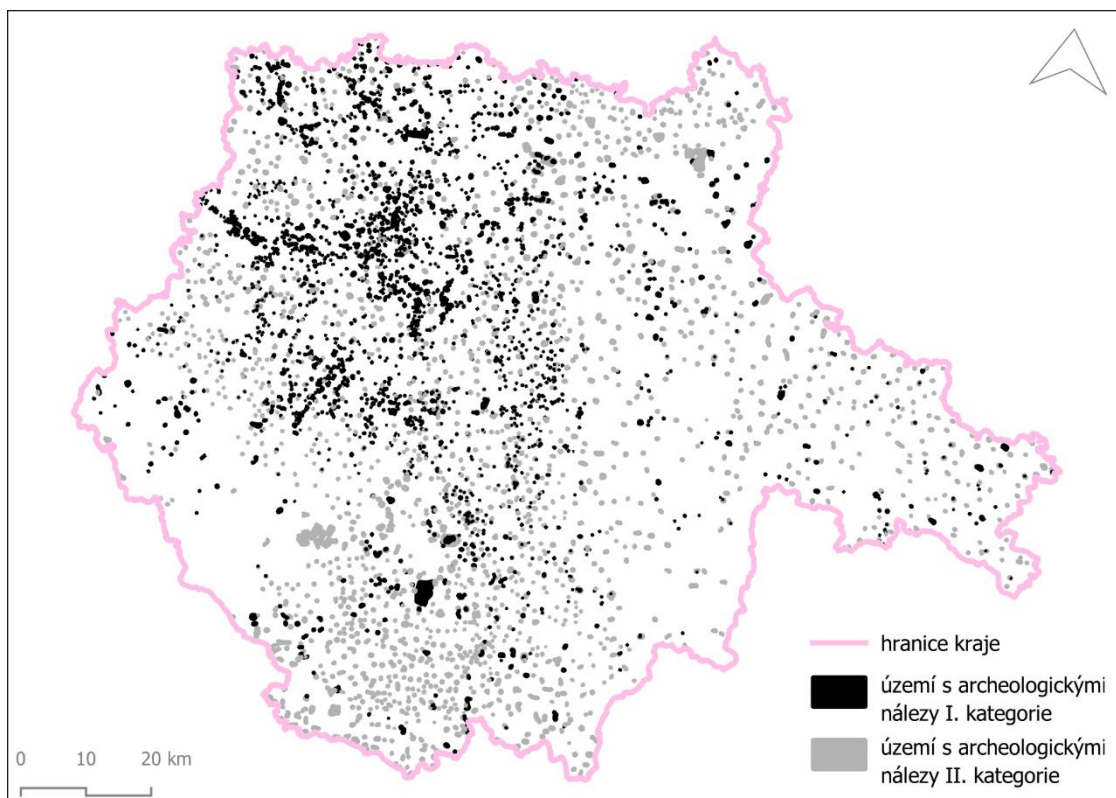 hranice kraje
území s archeologickými
nálezy I. kategorie
území s archeologickými
nálezy II. kategorie
0 10 20 km